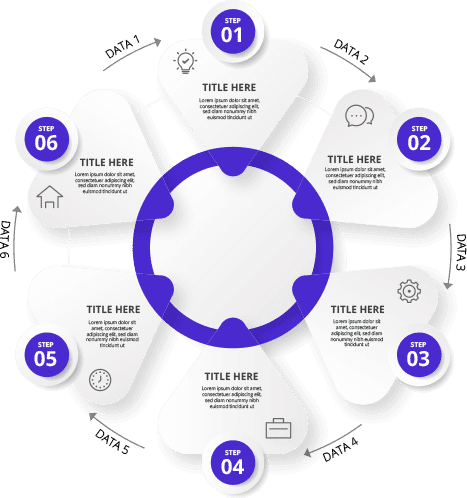 STEP
01
TITLE HERE
Lorem ipsum dolor sit amet,
consectetuer adipiscing elit,
sed diam nonummy nibh
euismod tincidunt ut
DATA 1
DATA 2
STEP
02
TITLE HERE
Lorem ipsum dolor sit amet,
consectetuer adipiscing elit,
sed diam nonummy nibh
euismod tincidunt ut
DATA 3
STEP
03
TITLE HERE
Lorem ipsum dolor sit
amet, consectetuer
adipiscing elit, sed diam
nonummy nibh euismod
tincidunt ut
DATA 4
TITLE HERE
Lorem ipsum dolor sit amet,
consectetuer adipiscing elit,
sed diam nonummy nibh
euismod tincidunt ut
STEP
04
DATA 5
TITLE HERE
Lorem ipsum dolor sit
amet, consectetuer
adipiscing elit, sed diam
nonummy nibh euismod
tincidunt ut
STEP
05
DATA 6
STEP
06
TITLE HERE
Lorem ipsum dolor sit amet,
consectetuer adipiscing elit,
sed diam nonummy nibh
euismod tincidunt ut